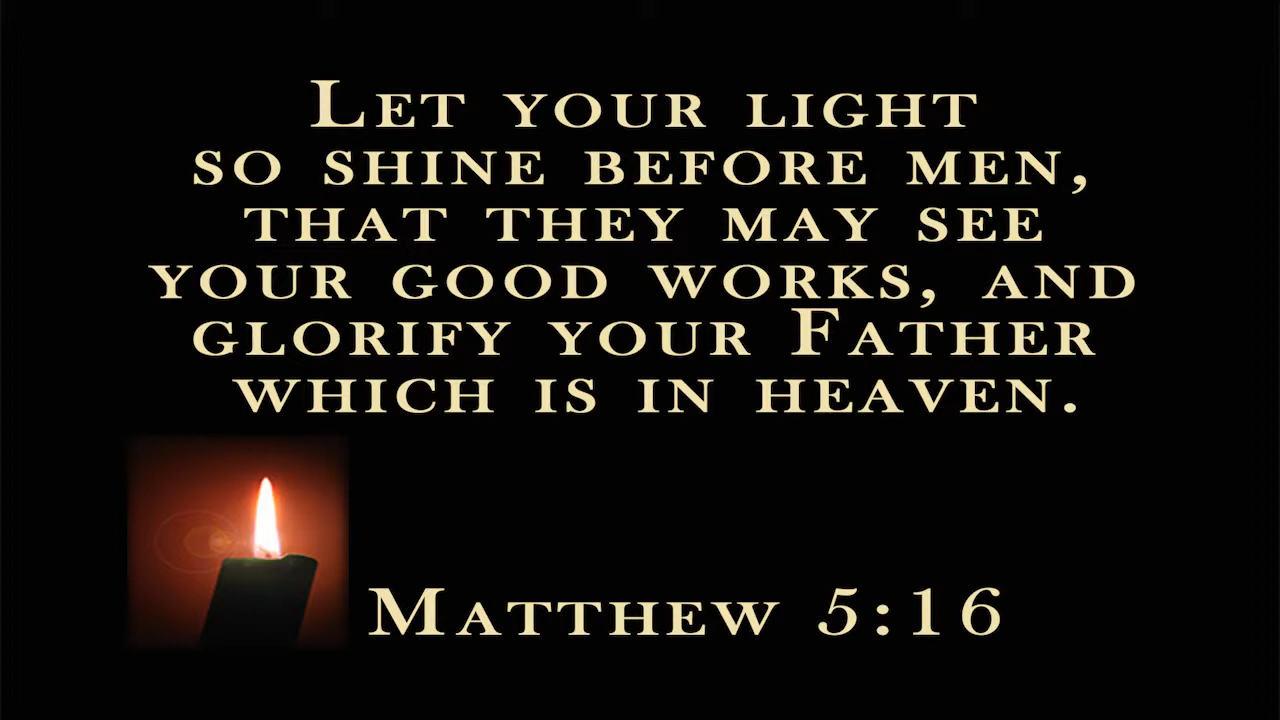 Let your light
so shine before men,
that they may see
your good works, and
glorify your Father
which is in heaven.
Matthew 5:16